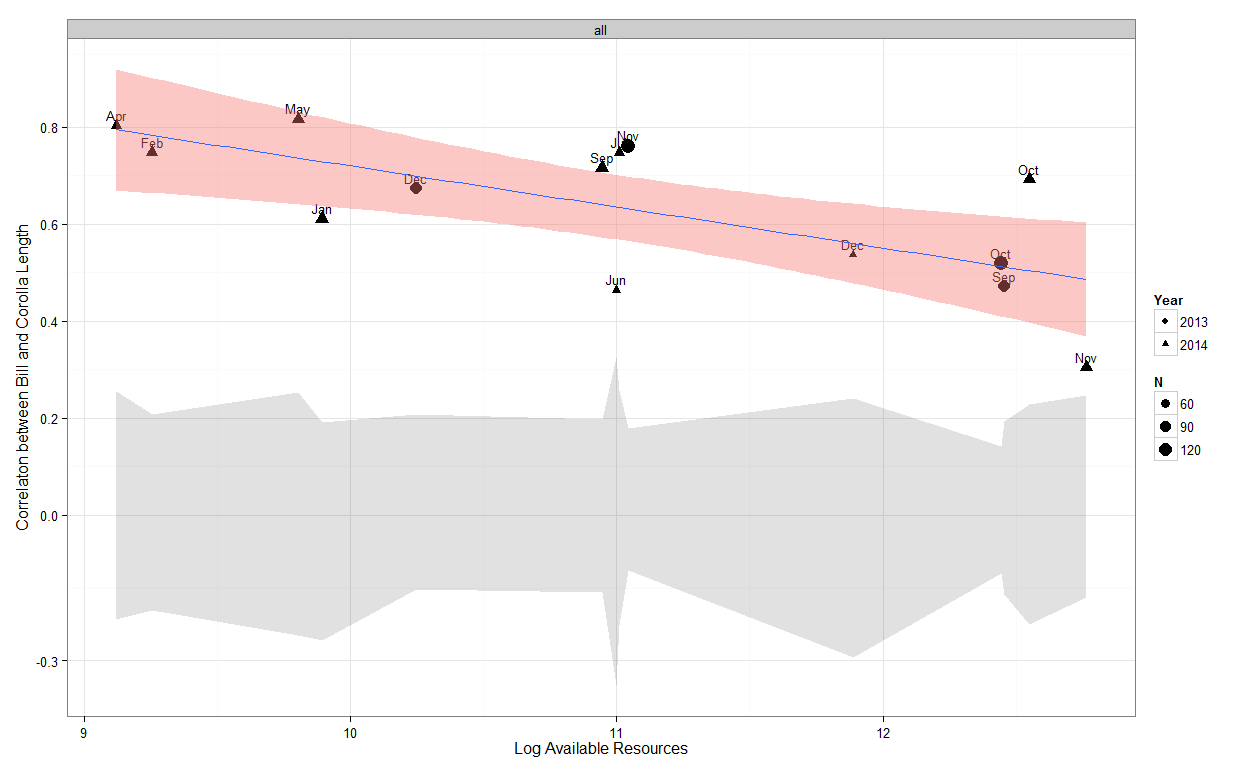 all
Correlaton between Bill and Corolla Length
0.8
0.6
0.4
0.2
0.0
-0.3
Apr
Feb
May
Jan
Dec
Sep
Nov
Jun
Dec
Oct
Oct
Sep
Nov
9
10
11
12
Log Available Resources
Year
2013
2014
N
60
90
120